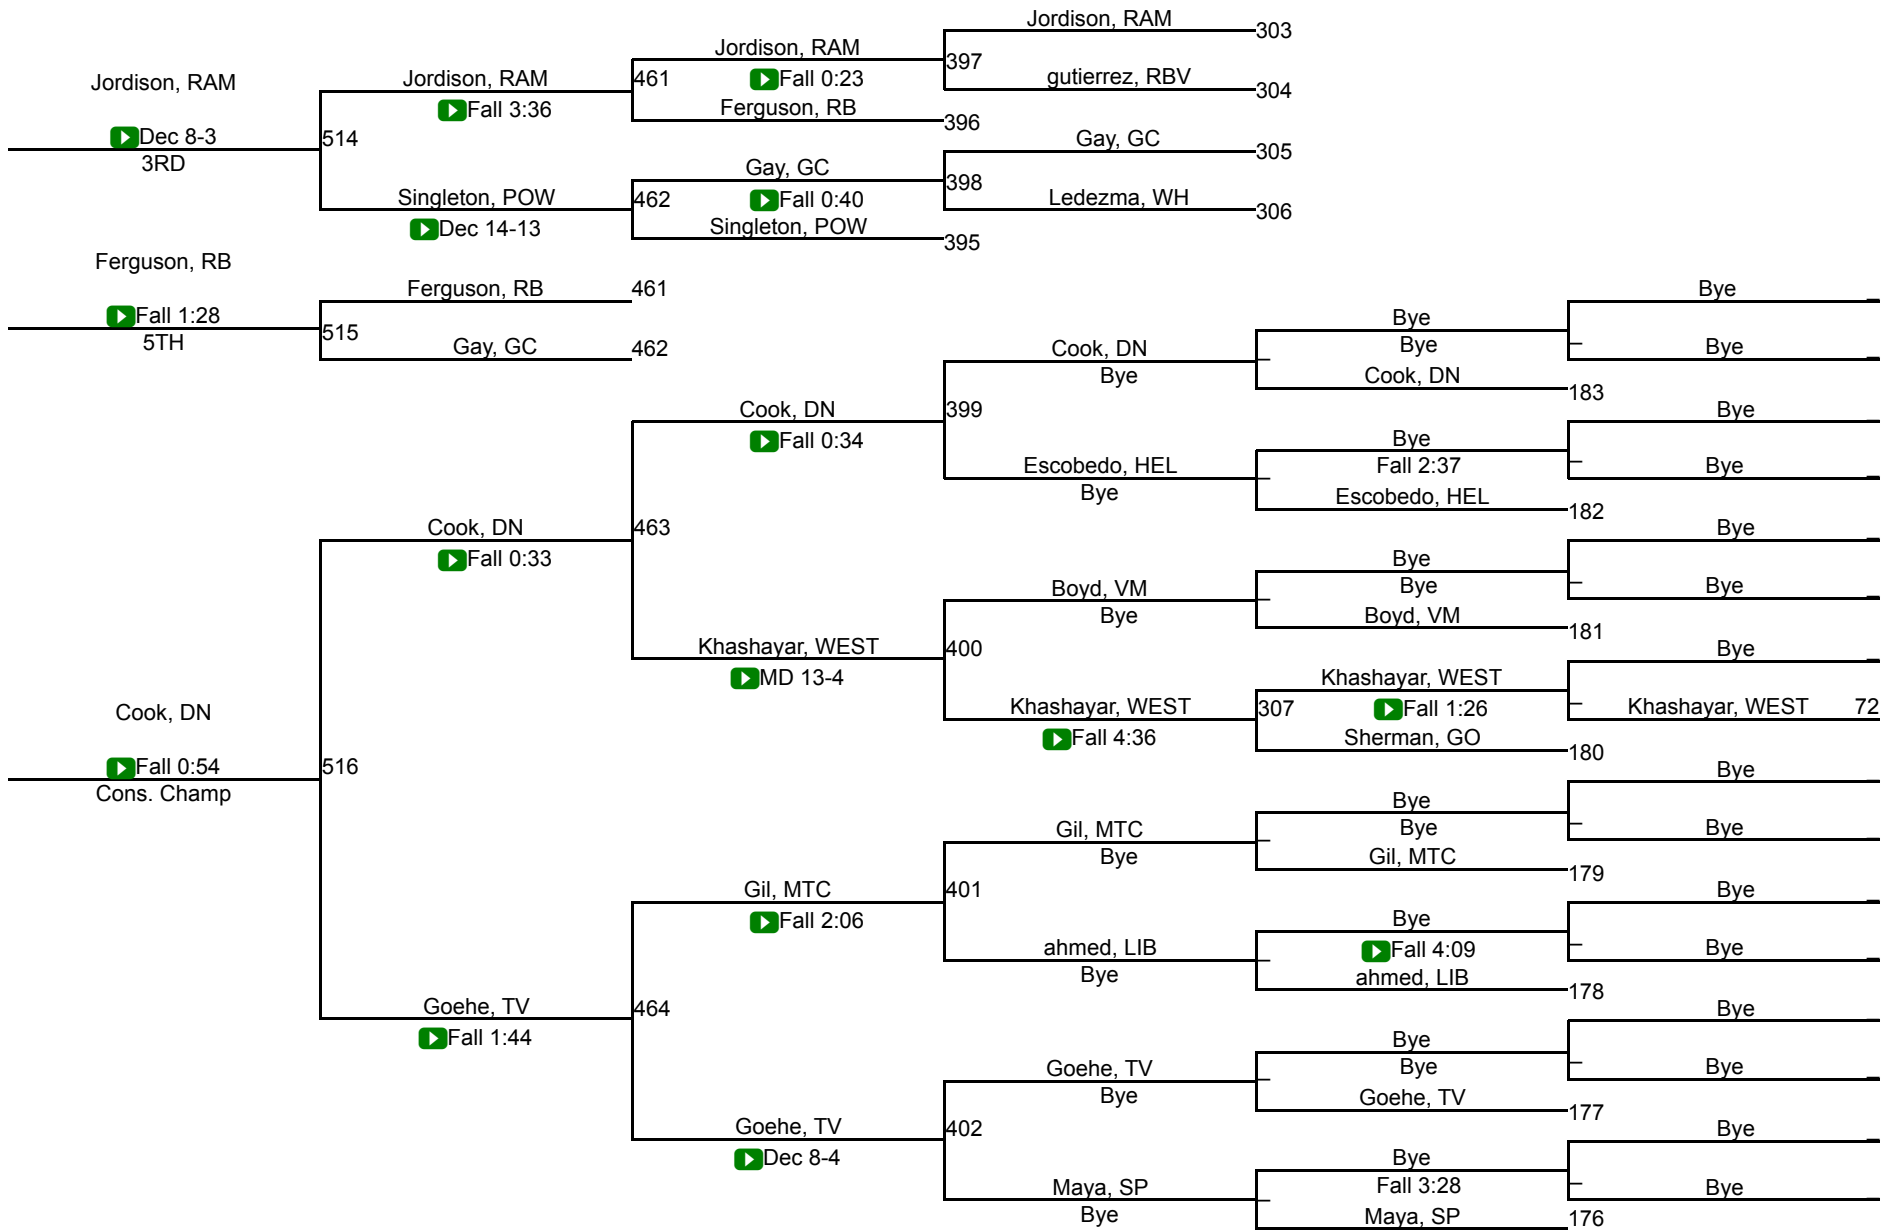 Jordison, RAM
303
Jordison, RAM
397
Jordison, RAM
461
Fall 0:23
gutierrez, RBV
304
Jordison, RAM
Fall 3:36
Ferguson, RB
396
Dec 8-3
514
Gay, GC
305
3RD
Gay, GC
398
Singleton, POW
462
Fall 0:40
Ledezma, WH
306
Dec 14-13
Singleton, POW
395
Ferguson, RB
Ferguson, RB
461
Bye
Fall 1:28
515
Bye
5TH
Gay, GC
462
Cook, DN
Bye
Bye
Bye
Cook, DN
183
Cook, DN
399
Bye
Fall 0:34
Bye
Escobedo, HEL
Fall 2:37
Bye
Bye
Escobedo, HEL
182
Cook, DN
463
Bye
Fall 0:33
Bye
Boyd, VM
Bye
Bye
Bye
Boyd, VM
181
Khashayar, WEST
400
Bye
MD 13-4
Khashayar, WEST
Khashayar, WEST
307
Fall 1:26
Khashayar, WEST 72
Cook, DN
Fall 4:36
Sherman, GO
180
Fall 0:54
516
Bye
Cons. Champ
Bye
Gil, MTC
Bye
Bye
Bye
Gil, MTC
179
Gil, MTC
401
Bye
Fall 2:06
Bye
ahmed, LIB
Fall 4:09
Bye
Bye
ahmed, LIB
178
Goehe, TV
464
Bye
Fall 1:44
Bye
Goehe, TV
Bye
Bye
Bye
Goehe, TV
177
Goehe, TV
402
Bye
Dec 8-4
Bye
Maya, SP
Fall 3:28
Bye
Bye
Maya, SP
176